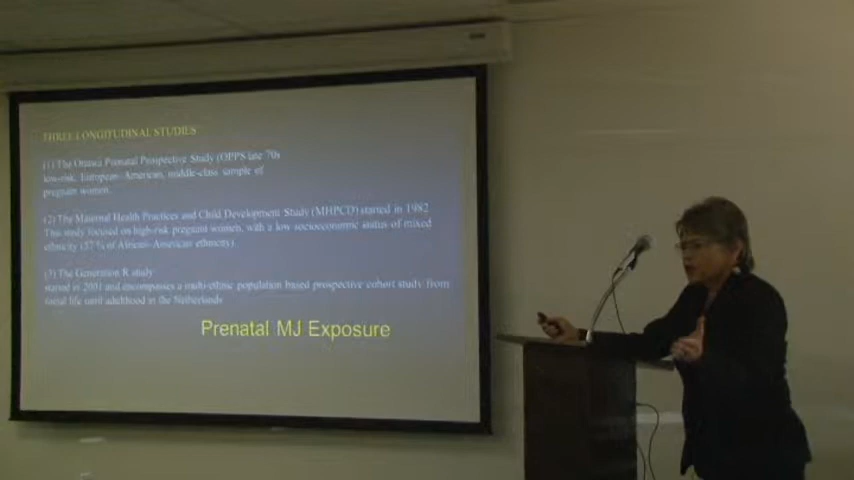 THREE LONGITUDINAL STUDIES
(1) The Ottawa Prenatal Prospective Study (OPPS late 70s
low-risk, European-American, middle-class sample of
pregnant women.
(2) The Maternal Health Practices and Child Development Study (MHPCD) started in 1982
This study focused on high-risk pregnant women, with a low socioeconomic status of mixed
ethnicity (57 % of African-American ethnicity).
(3) The Generation R study
started in 2001 and encompasses a multi-ethnic population based prospective cohort study from
foetal life until adulthood in the Netherlands
Prenatal MJ Exposure